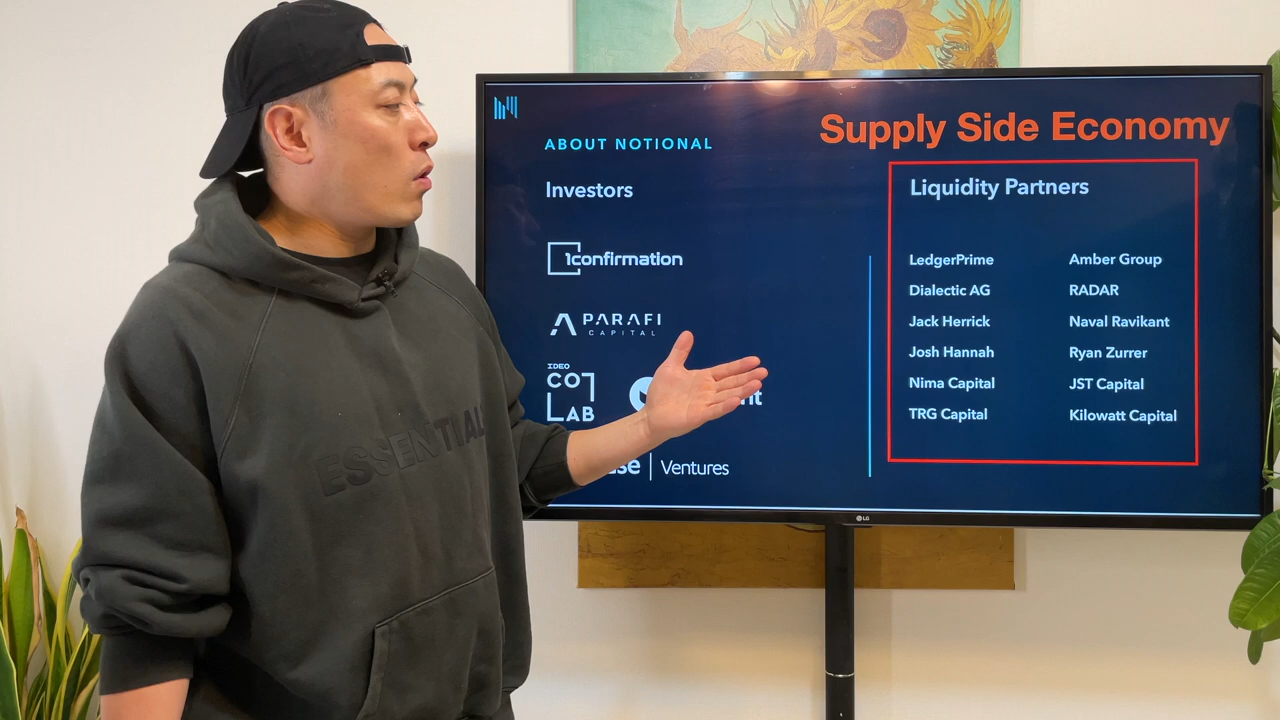 Supply Side Economy
ABOUT NOTIONAL
Investors
1confirmation
PARAFI
CAPITAL
IDEO
CO
LAB
Ventures
Liquidity Partners
LedgerPrime
Dialectic AG
Jack Herrick
Josh Hannah
Nima Capital
TRG Capital
Amber Group
RADAR
Naval Ravikant
Ryan Zurrer
JST Capital
Kilowatt Capital
ESSENTIALS
LG